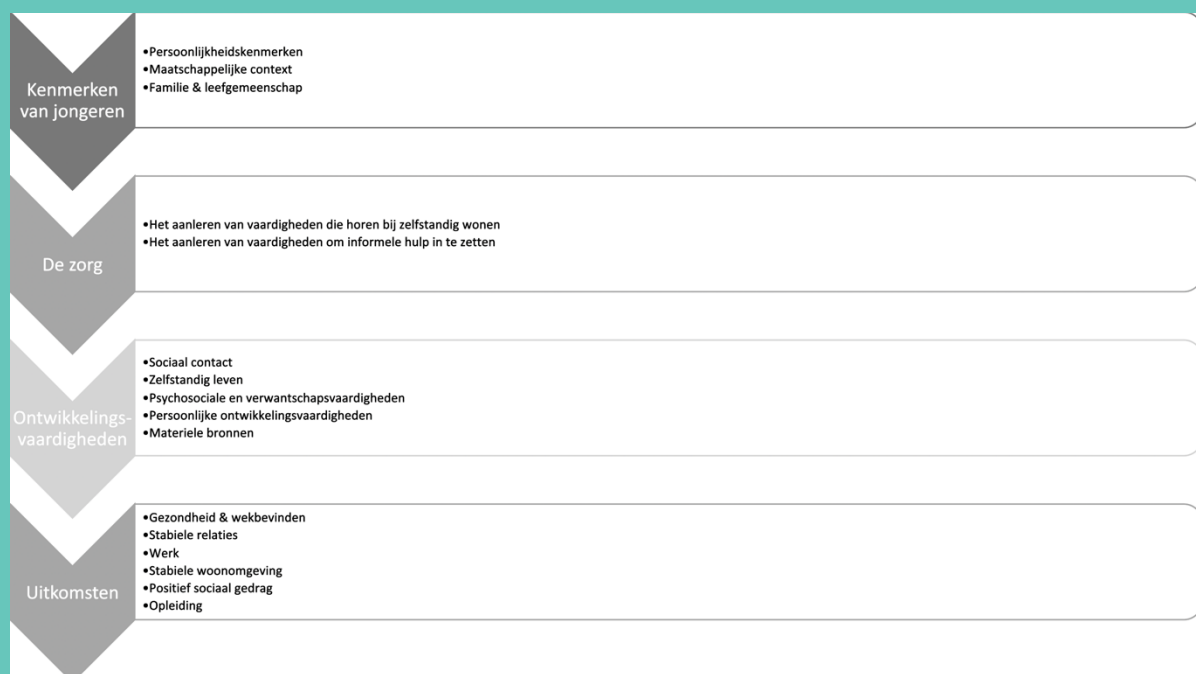 Kenmerken
van jongeren
•Persoonlijkheidskenmerken
•Maatschappelijke context
•Familie & leefgemeenschap
De zorg
•Het aanleren van vaardigheden die horen bij zelfstandig wonen
•Het aanleren van vaardigheden om informele hulp in te zetten
Ontwikkelings-
vaardigheden
•Sociaal contact
•Zelfstandig leven
•Psychosociale en verwantschapsvaardigheden
•Persoonlijke ontwikkelingsvaardigheden
•Materiele bronnen
Uitkomsten
•Gezondheid & wekbevinden
•Stabiele relaties
•Werk
•Stabiele woonomgeving
•Positief sociaal gedrag
•Opleiding